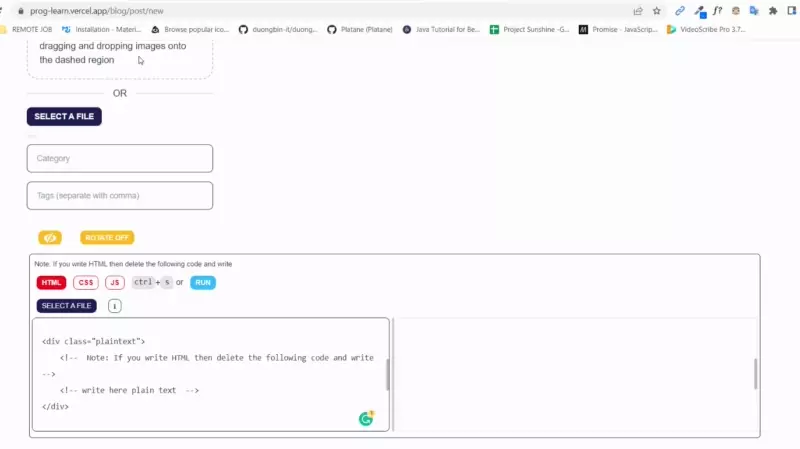 prog-learn.vercel.app/blog/post/new
REMOTE JOB
Installation - Materi...
Browse popular ico...
duongbin-it/duong...
Platane (Platane)
Java Tutorial for Be...
Project Sunshine -G...
Promise - JavaScrip...
VideoScribe Pro 3.7...
dragging and dropping images onto
the dashed region
OR
SELECT A FILE
Category
Tags (separate with comma)
ROTATE OFF
Note: If you write HTML then delete the following code and write
HTML CSS JS ctrl + s or RUN
SELECT A FILE i
<div class="plaintext">
<!-- Note: If you write HTML then delete the following code and write
-->
<!-- write here plain text -->
</div>